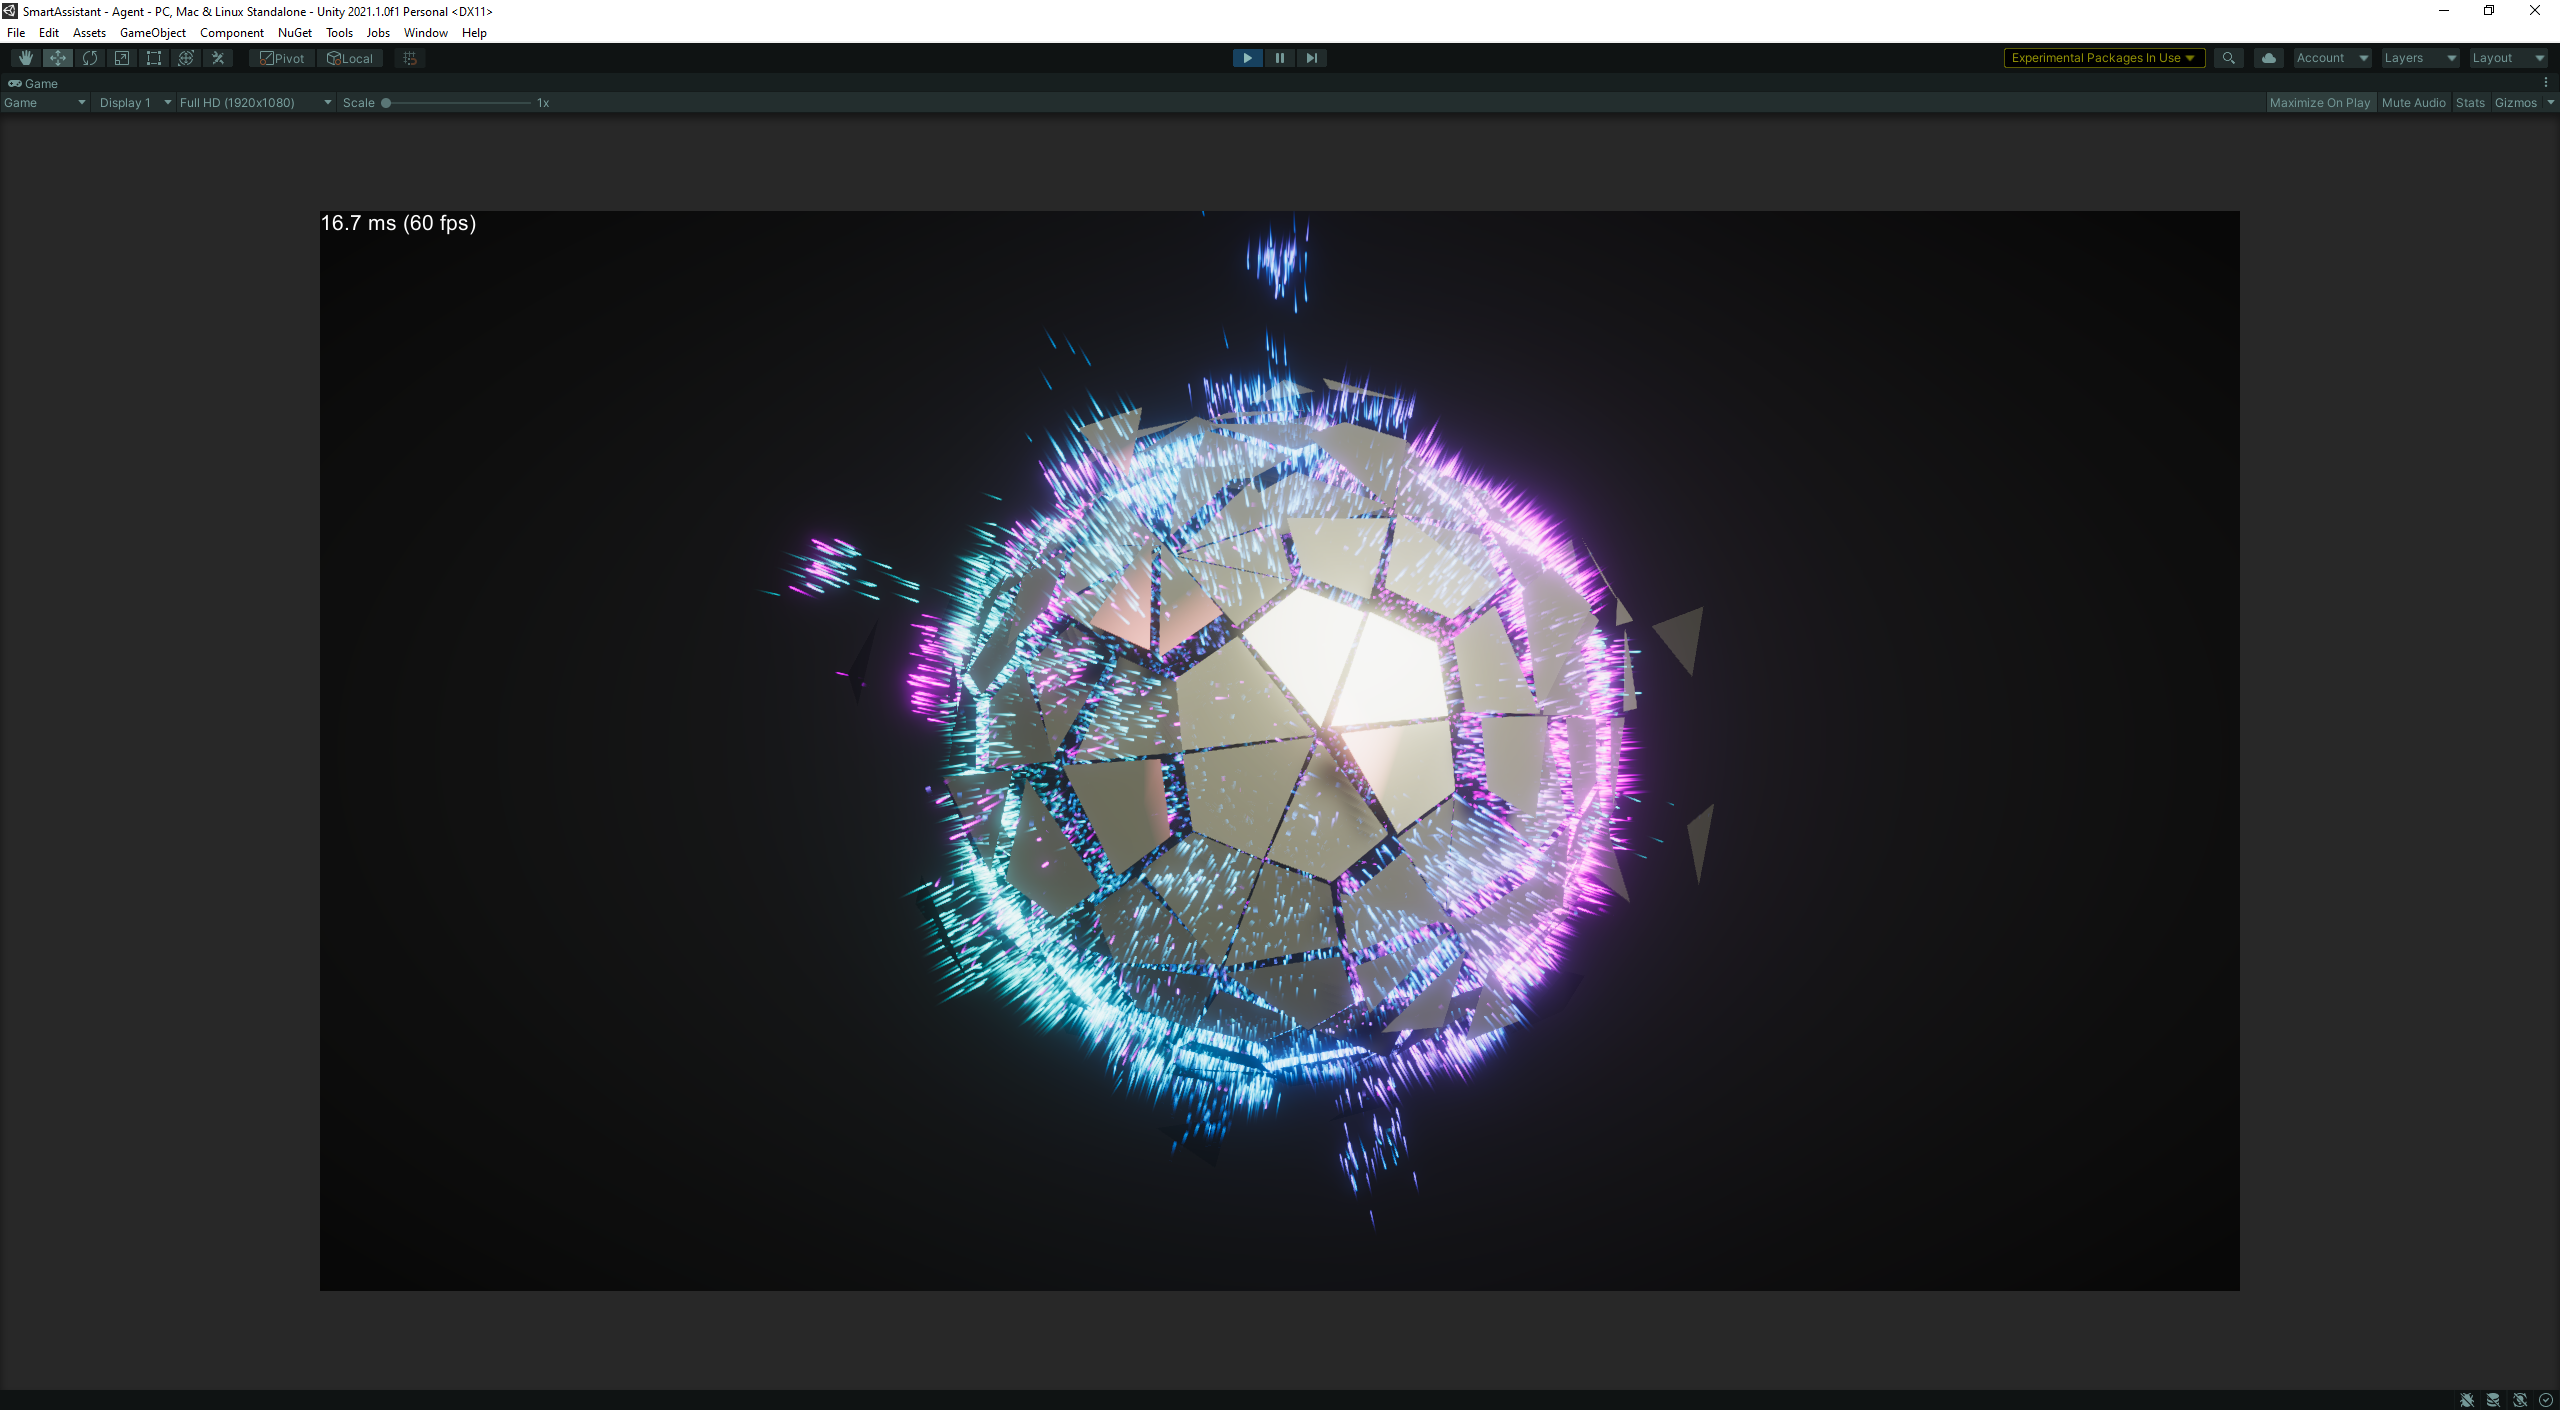 SmartAssistant - Agent - PC, Mac & Linux Standalone - Unity 2021.1.0f1 Personal <DX11>
File Edit Assets GameObject Component NuGet Tools Jobs Window Help
Pivot Local Experimental Packages In Use Account Layers Layout
Game
Game Display 1 Full HD (1920x1080) Scale 1x Maximize On Play Mute Audio Stats Gizmos
16.7 ms (60 fps)